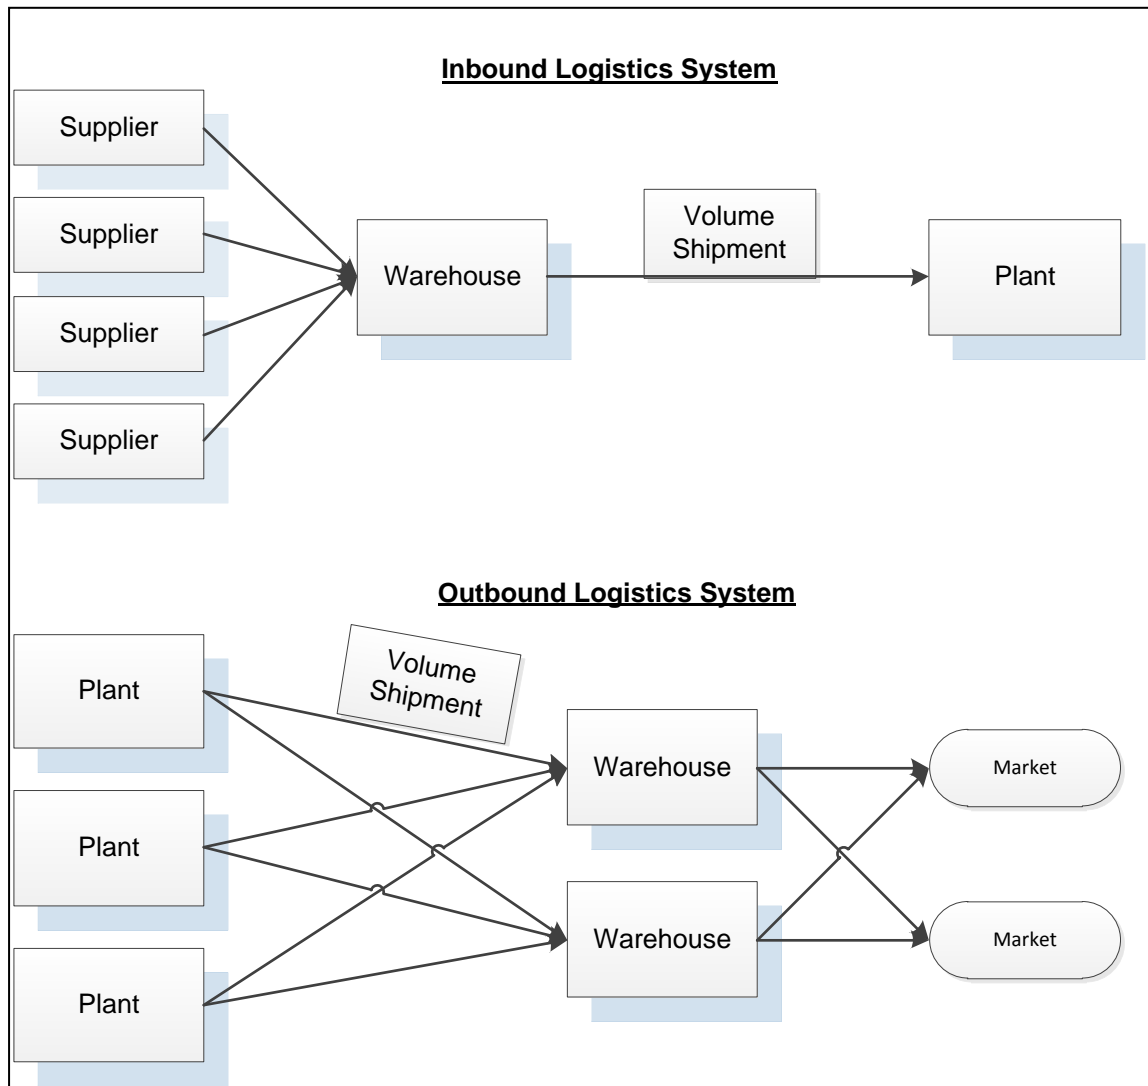 Inbound Logistics System
Supplier
Supplier
Supplier
Supplier
Warehouse
Volume
Shipment
Plant
Outbound Logistics System
Plant
Plant
Plant
Volume
Shipment
Warehouse
Warehouse
Market
Market